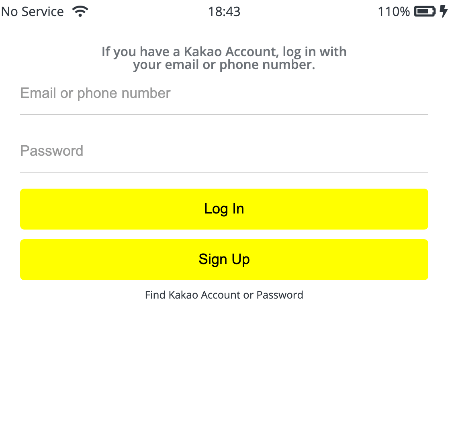 No Service 18:43 110%
If you have a Kakao Account, log in with
your email or phone number.
Email or phone number
Password
Log In
Sign Up
Find Kakao Account or Password